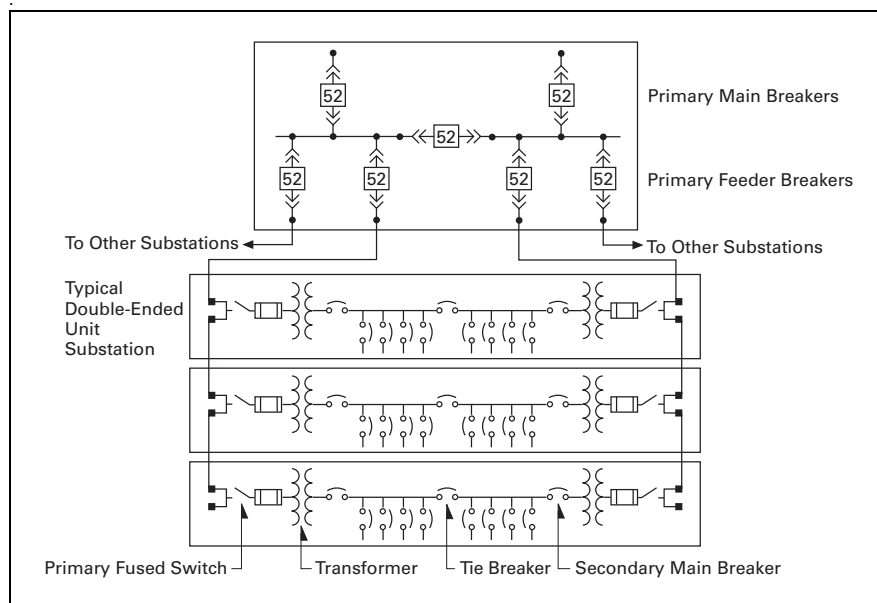 :
52 52
Primary Main Breakers
52
52 52 52 52
Primary Feeder Breakers
To Other Substations
To Other Substations
Typical
Double-Ended
Unit
Substation
Primary Fused Switch
Transformer
Tie Breaker
Secondary Main Breaker